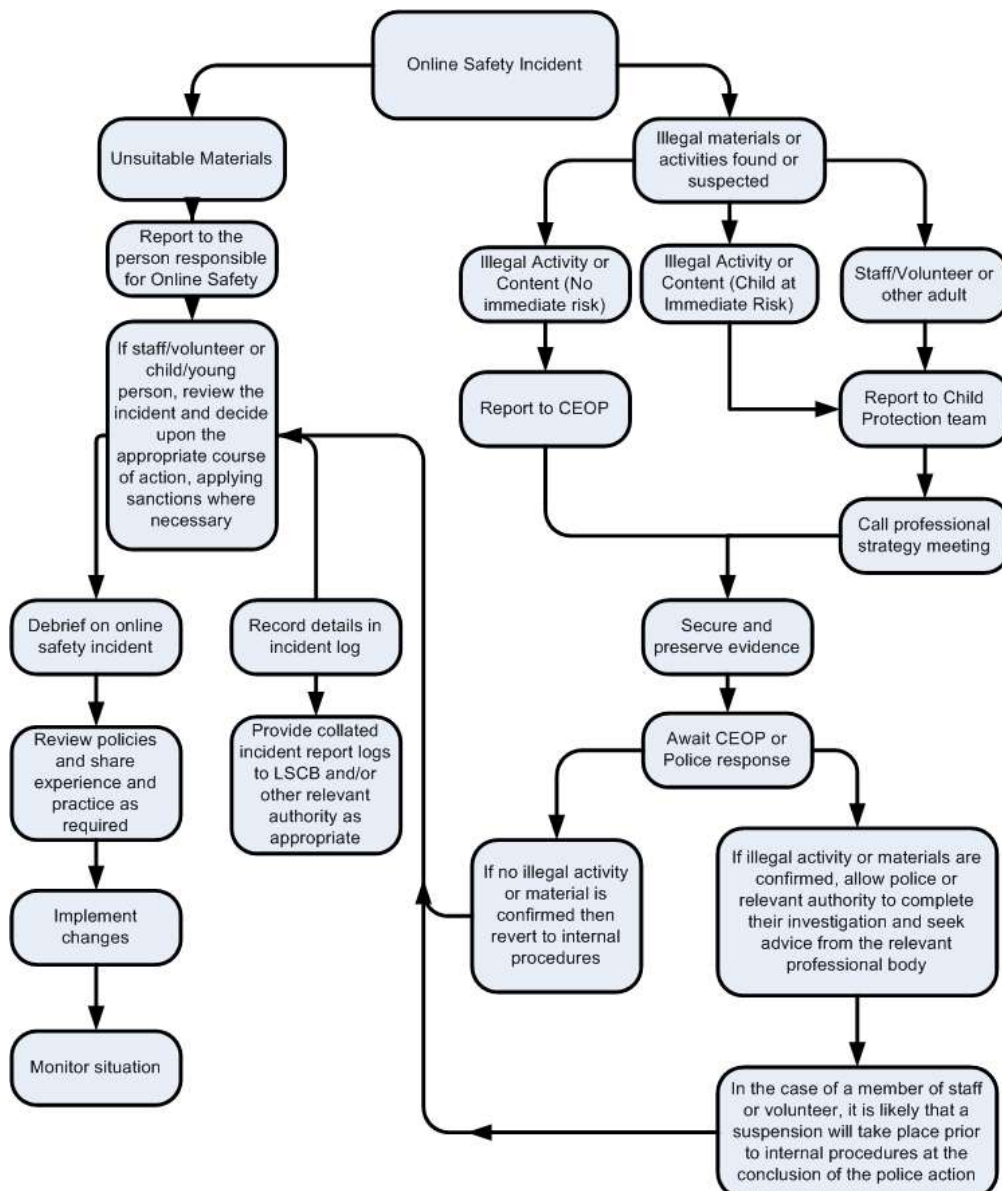 Online Safety Incident
Unsuitable Materials
Report to the
person responsible
for Online Safety
If staff/volunteer or
child/young
person, review the
incident and decide
upon the
appropriate course
of action, applying
sanctions where
necessary
Debrief on online
safety incident
Review policies
and share
experience and
practice as
required
Implement
changes
Monitor situation
Record details in
incident log
Provide collated
incident report logs
to LSCB and/or
other relevant
authority as
appropriate
Illegal materials or
activities found or
suspected
Illegal Activity or
Content (No
immediate risk)
Illegal Activity or
Content (Child at
Immediate Risk)
Staff/Volunteer or
other adult
Report to CEOP
Report to Child
Protection team
Call professional
strategy meeting
Secure and
preserve evidence
Await CEOP or
Police response
If no illegal activity
or material is
confirmed then
revert to internal
procedures
If illegal activity or materials are
confirmed, allow police or
relevant authority to complete
their investigation and seek
advice from the relevant
professional body
In the case of a member of staff
or volunteer, it is likely that a
suspension will take place prior
to internal procedures at the
conclusion of the police action